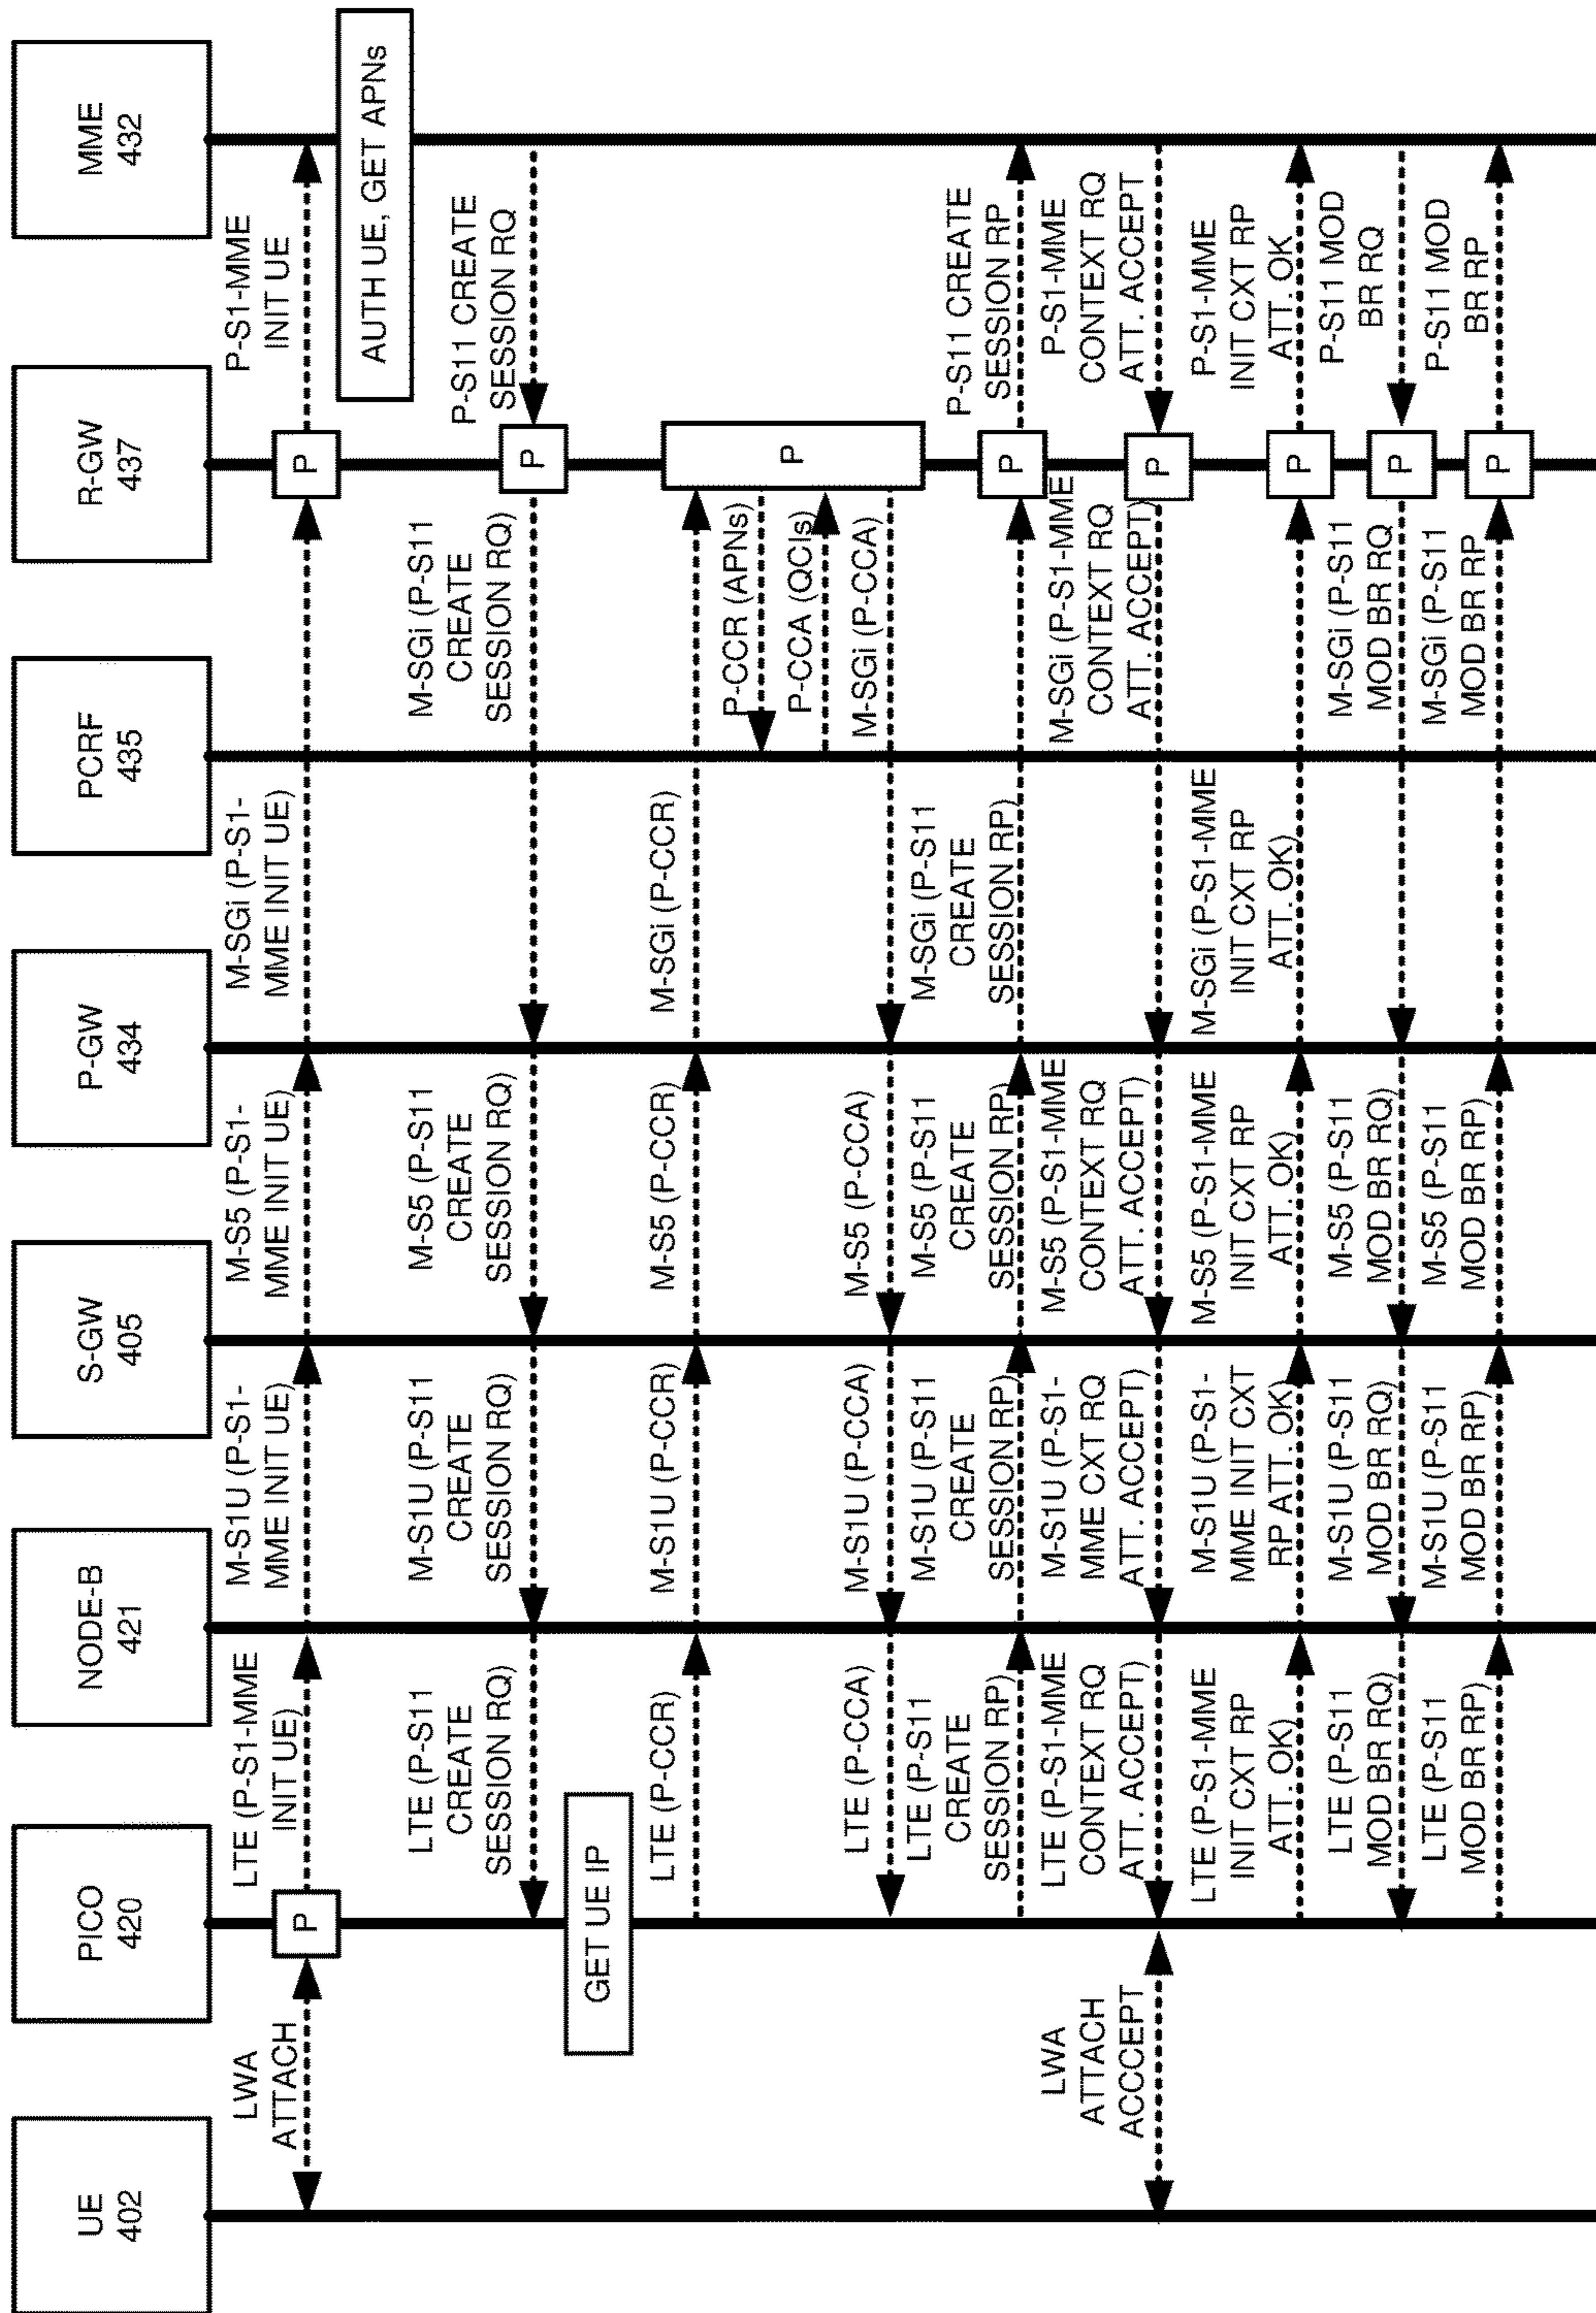 UE
402
PICO
420
NODE-B
421
S-GW
405
P-GW
434
PCRF
435
R-GW
437
MME
432
LWA
ATTACH
P
LTE (P-S1-MME
INIT UE)
M-S1U (P-S1-
MME INIT UE)
M-S5 (P-S1-
MME INIT UE)
M-SGi (P-S1-
MME INIT UE)
P
P-S1-MME
INIT UE
AUTH UE, GET APNs
LTE (P-S11
CREATE
SESSION RQ)
M-S1U (P-S11
CREATE
SESSION RQ)
M-S5 (P-S11
CREATE
SESSION RQ)
M-SGi (P-S11
CREATE
SESSION RQ)
P
P-S11 CREATE
SESSION RQ
GET UE IP
LTE (P-CCR)
M-S1U (P-CCR)
M-S5 (P-CCR)
M-SGi (P-CCR)
P
P-CCR (APNs)
P-CCA (QCIs)
LTE (P-CCA)
M-S1U (P-CCA)
M-S5 (P-CCA)
M-SGi (P-CCA)
LTE (P-S11
CREATE
SESSION RP)
M-S1U (P-S11
CREATE
SESSION RP)
M-S5 (P-S11
CREATE
SESSION RP)
M-SGi (P-S11
CREATE
SESSION RP)
P
P-S11 CREATE
SESSION RP
LWA
ATTACH
ACCCEPT
LTE (P-S1-MME
CONTEXT RQ
ATT. ACCEPT)
M-S1U (P-S1-
MME CXT RQ
ATT. ACCEPT)
M-S5 (P-S1-MME
CONTEXT RQ
ATT. ACCEPT)
M-SGi (P-S1-MME
CONTEXT RQ
ATT. ACCEPT)
P
P-S1-MME
CONTEXT RQ
ATT. ACCEPT
LTE (P-S1-MME
INIT CXT RP
ATT. OK)
M-S1U (P-S1-
MME INIT CXT
RP ATT. OK)
M-S5 (P-S1-MME
INIT CXT RP
ATT. OK)
M-SGi (P-S1-MME
INIT CXT RP
ATT. OK)
P
P-S1-MME
INIT CXT RP
ATT. OK
LTE (P-S11
MOD BR RQ)
M-S1U (P-S11
MOD BR RQ)
M-S5 (P-S11
MOD BR RQ)
M-SGi (P-S11
MOD BR RQ)
P
P-S11 MOD
BR RQ
LTE (P-S11
MOD BR RP)
M-S1U (P-S11
MOD BR RP)
M-S5 (P-S11
MOD BR RP)
M-SGi (P-S11
MOD BR RP)
P
P-S11 MOD
BR RP